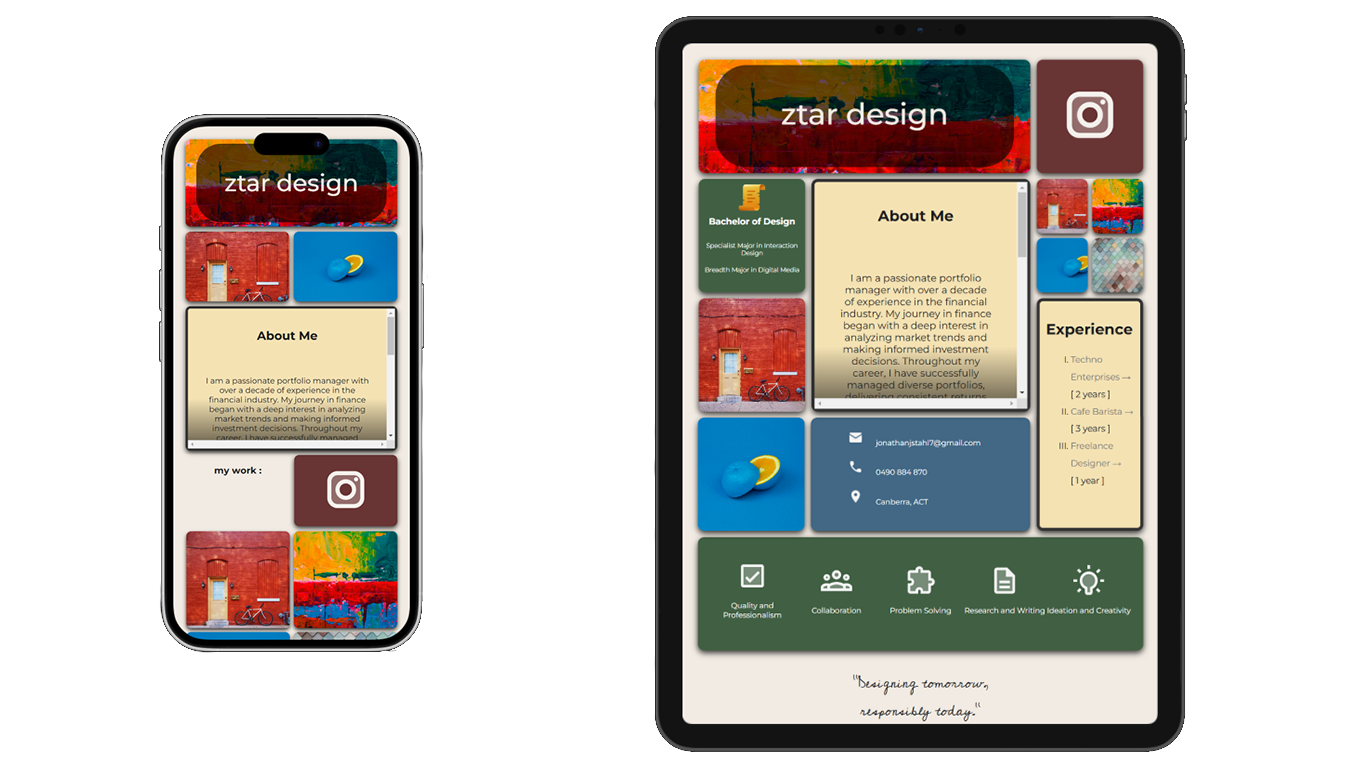 ztar design
About Me
I am a passionate portfolio manager with
over a decade of experience in the
financial industry. My journey in finance
began with a deep interest in analyzing
market trends and making informed
investment decisions. Throughout my
career, I have successfully managed
my work :
ztar design
Bachelor of Design
Specialist Major in Interaction
Design
Breadth Major in Digital Media
About Me
I am a passionate portfolio
manager with over a decade
of experience in the financial
industry. My journey in finance
began with a deep interest in
analyzing market trends and
making informed investment
decisions. Throughout my
career, I have successfully
managed diverse portfolios,
delivering consistent returns
Experience
I. Techno
Enterprises →
[ 2 years ]
II. Cafe Barista →
[ 3 years ]
III. Freelance
Designer →
[ 1 year ]
jonathanjstahl7@gmail.com
0490 884 870
Canberra, ACT
Quality and
Professionalism
Collaboration
Problem Solving
Research and Writing
Ideation and Creativity
"Designing tomorrow,
responsibly today."